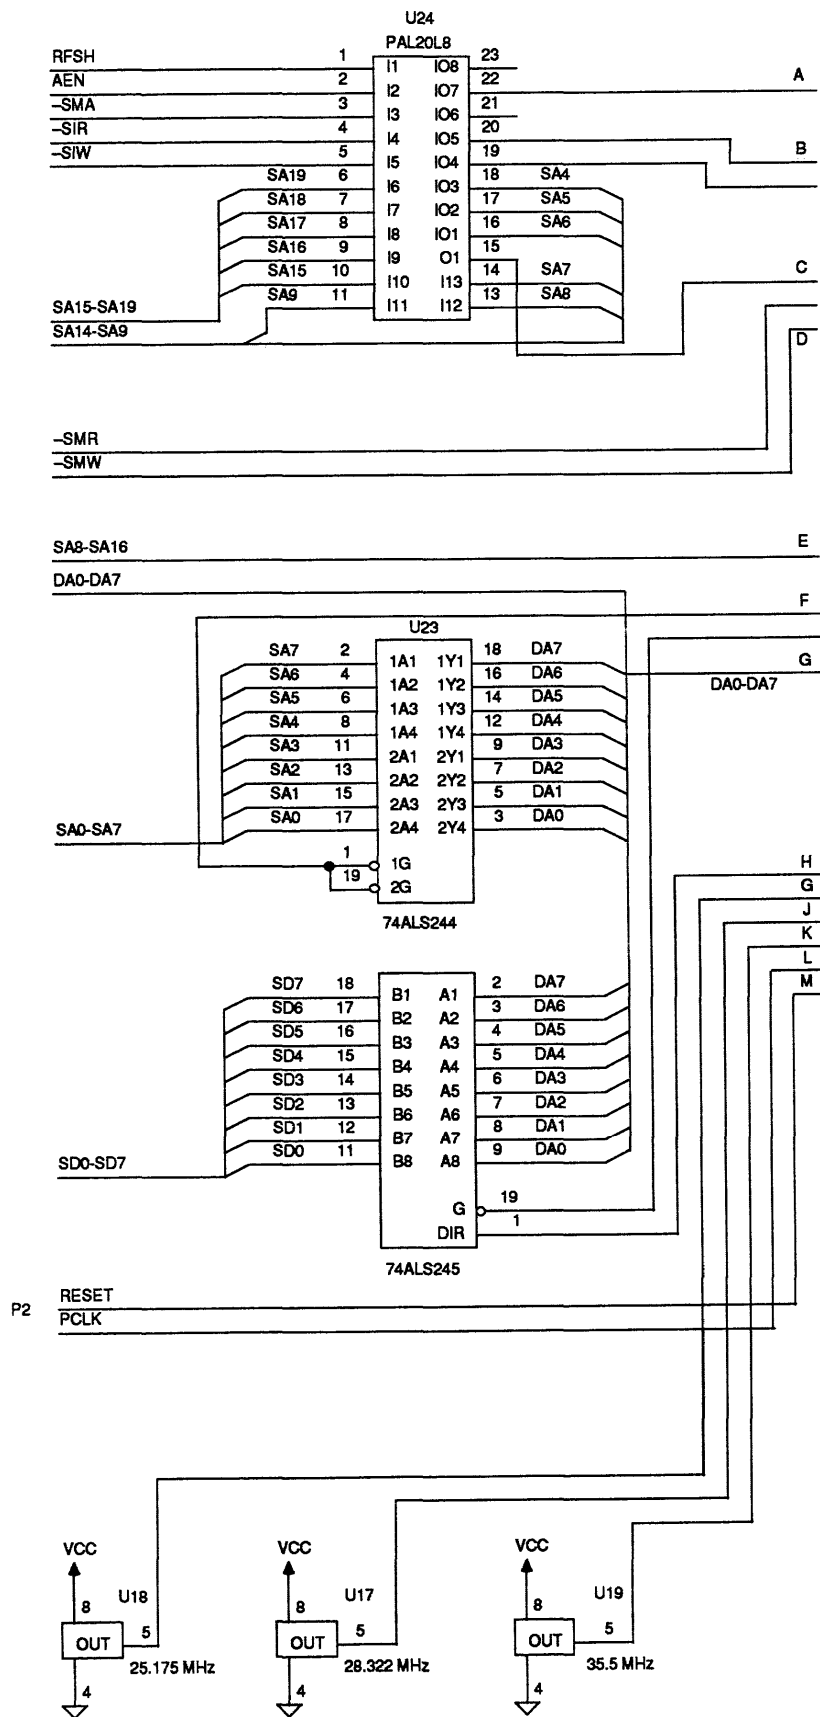 U24
PAL20L8
RFSH 1 I1 IO8 23
AEN 2 I2 IO7 22 A
–SMA 3 I3 IO6 21
–SIR 4 I4 IO5 20
–SIW 5 I5 IO4 19 B
SA19 6 I6 IO3 18 SA4
SA18 7 I7 IO2 17 SA5
SA17 8 I8 IO1 16 SA6
SA16 9 I9 O1 15
SA15 10 I10 I13 14 SA7 C
SA9 11 I11 I12 13 SA8
SA15-SA19
SA14-SA9
D
–SMR
–SMW
SA8-SA16 E
DA0-DA7
F
U23
SA7 2 1A1 1Y1 18 DA7 G
SA6 4 1A2 1Y2 16 DA6
DA0-DA7
SA5 6 1A3 1Y3 14 DA5
SA4 8 1A4 1Y4 12 DA4
SA3 11 2A1 2Y1 9 DA3
SA2 13 2A2 2Y2 7 DA2
SA1 15 2A3 2Y3 5 DA1
SA0 17 2A4 2Y4 3 DA0
SA0-SA7
1 1G H
19 2G G
74ALS244
J
K
L
M
SD7 18 B1 A1 2 DA7
SD6 17 B2 A2 3 DA6
SD5 16 B3 A3 4 DA5
SD4 15 B4 A4 5 DA4
SD3 14 B5 A5 6 DA3
SD2 13 B6 A6 7 DA2
SD1 12 B7 A7 8 DA1
SD0 11 B8 A8 9 DA0
SD0-SD7
G 19
DIR 1
74ALS245
P2 RESET
PCLK
VCC VCC VCC
8 U18 8 U17 8 U19
OUT 5 OUT 5 OUT 5
25.175 MHz 28.322 MHz 35.5 MHz
4 4 4